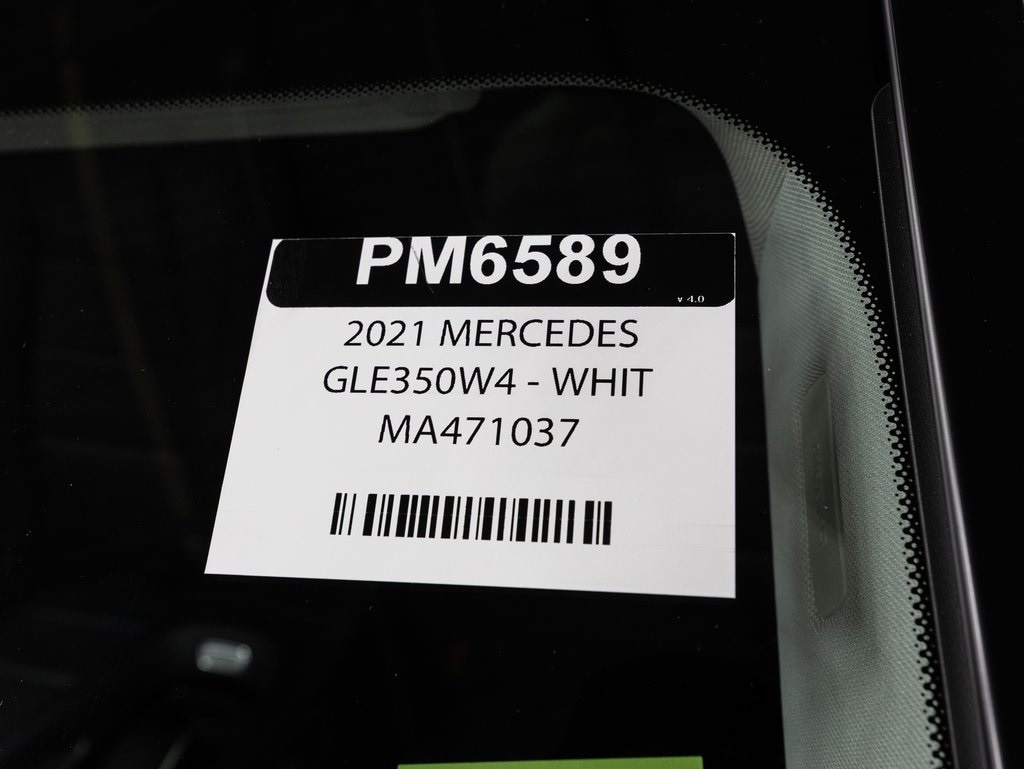 PM6589
v 4.0
2021 MERCEDES
GLE350W4 - WHIT
MA471037